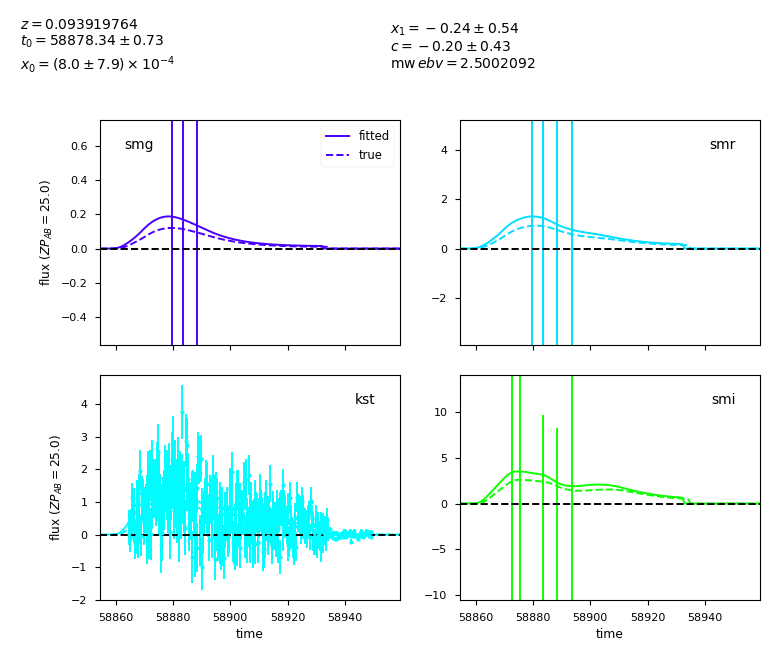 z = 0.093919764
t₀ = 58878.34 ± 0.73
x₀ = (8.0 ± 7.9) × 10⁻⁴
x₁ = −0.24 ± 0.54
c = −0.20 ± 0.43
mw ebv = 2.5002092
smg
fitted
true
0.6
0.4
0.2
0.0
−0.2
−0.4
flux (ZP_AB = 25.0)
smr
4
2
0
−2
kst
4
3
2
1
0
−1
−2
flux (ZP_AB = 25.0)
58860 58880 58900 58920 58940
time
smi
10
5
0
−5
−10
58860 58880 58900 58920 58940
time